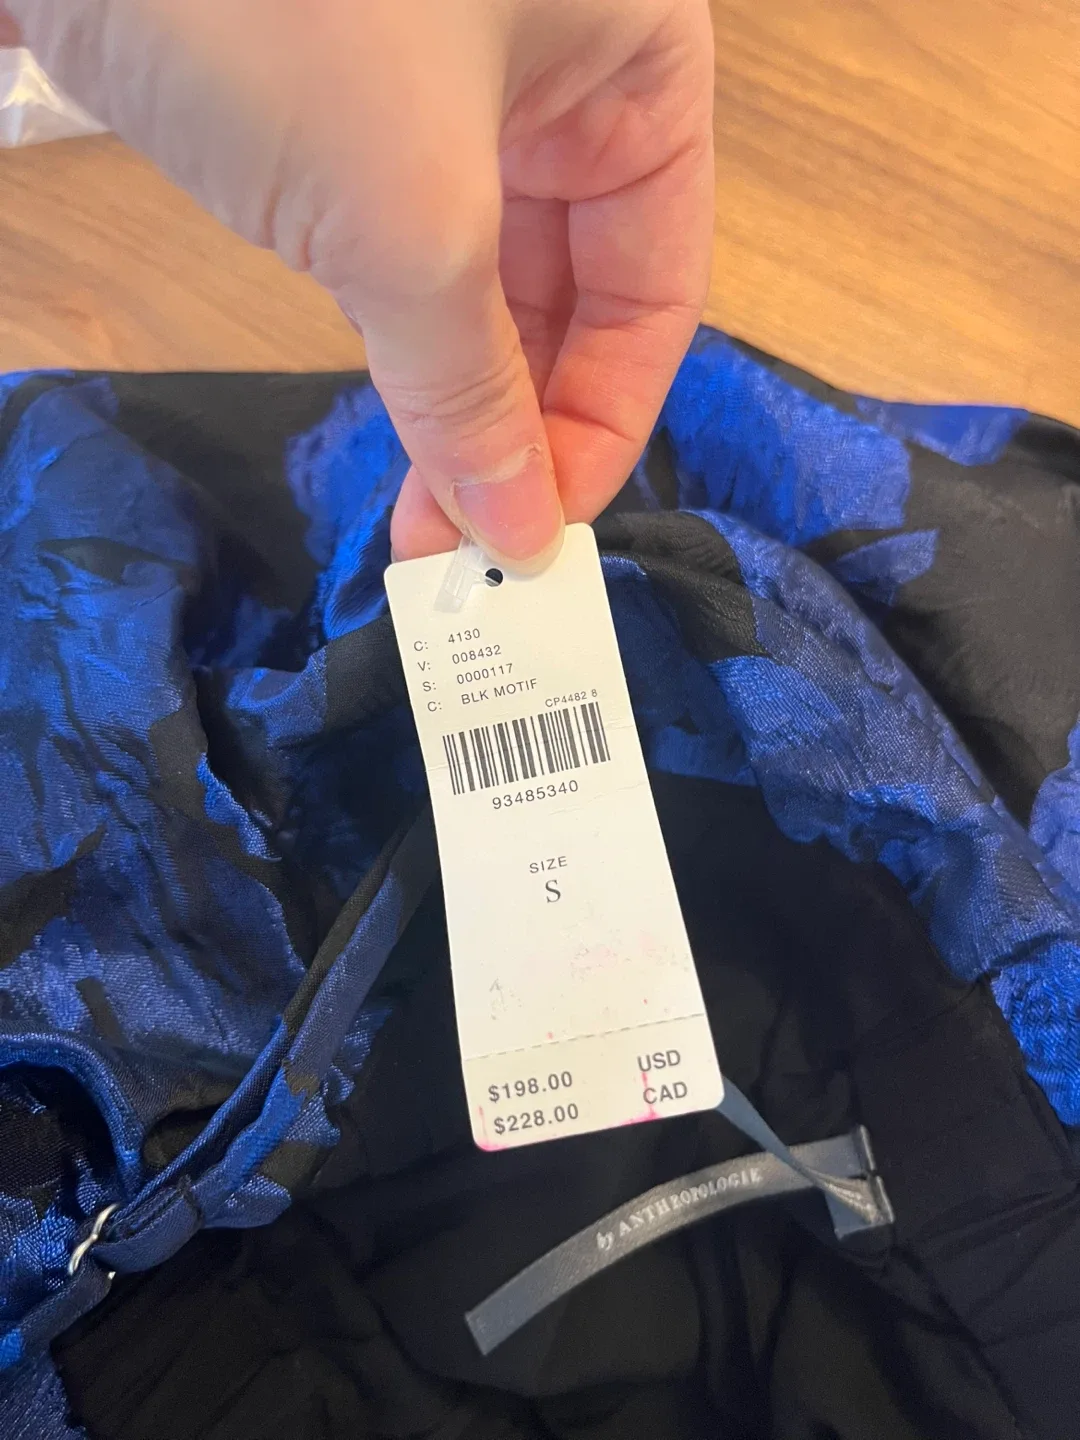 C: 4130
V: 008432
S: 0000117
C: BLK MOTIF
CP4482 8
93485340
SIZE
S
$198.00 USD
$228.00 CAD
by ANTHROPOLOGIE